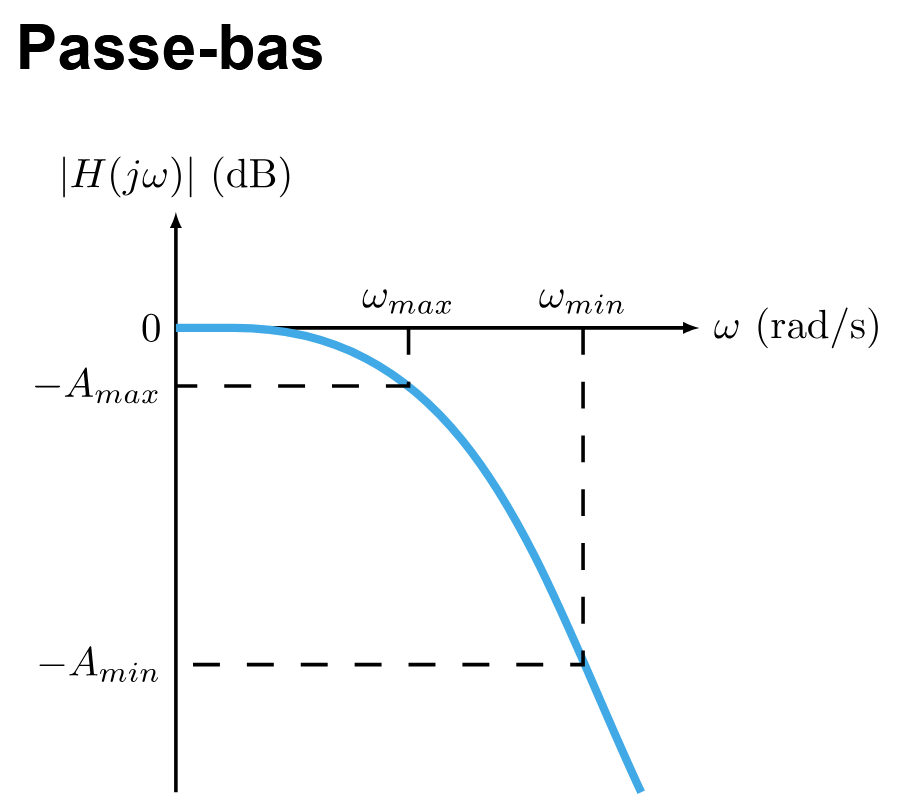 Passe-bas
|H(jω)| (dB)
ω_max ω_min
0 ω (rad/s)
−A_max
−A_min